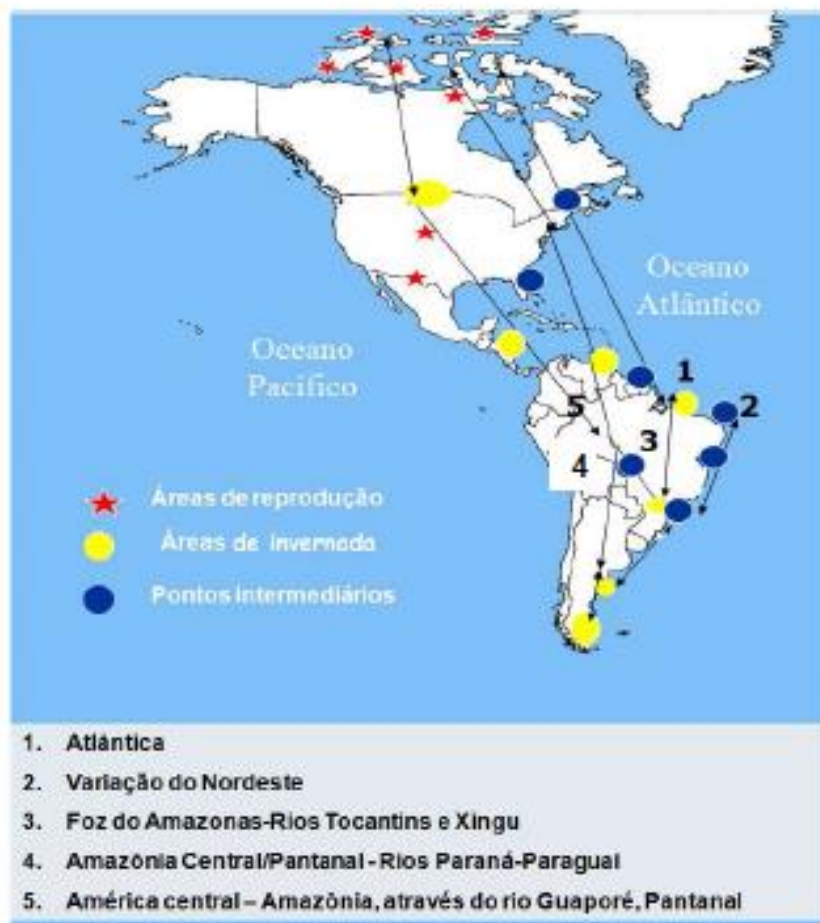 Oceano
Atlântico
Oceano
Pacífico
1
2
5
3
4
Áreas de reprodução
Áreas de Invernada
Pontos Intermediários
1. Atlântica
2. Variação do Nordeste
3. Foz do Amazonas-Rios Tocantins e Xingu
4. Amazônia Central/Pantanal - Rios Paraná-Paraguai
5. América central – Amazônia, através do rio Guaporé, Pantanal